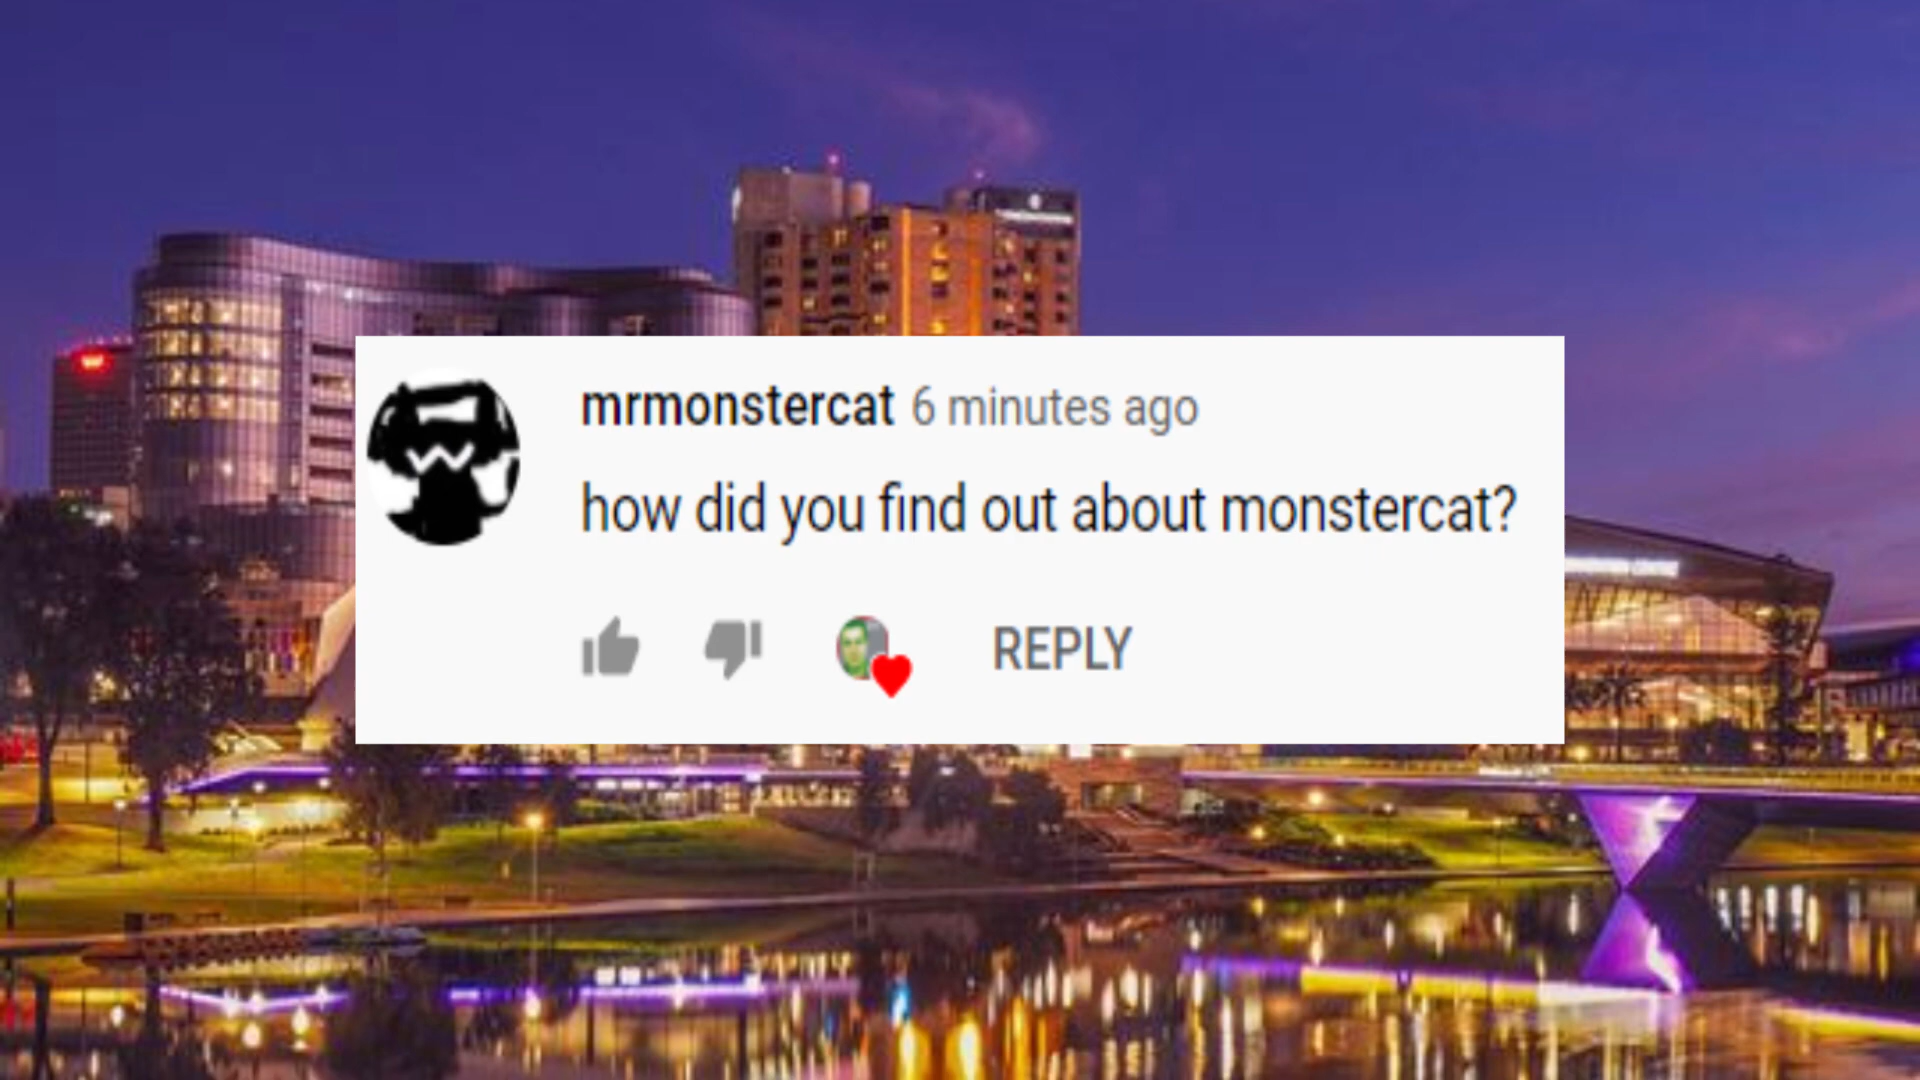 mrmonstercat 6 minutes ago
how did you find out about monstercat?
REPLY